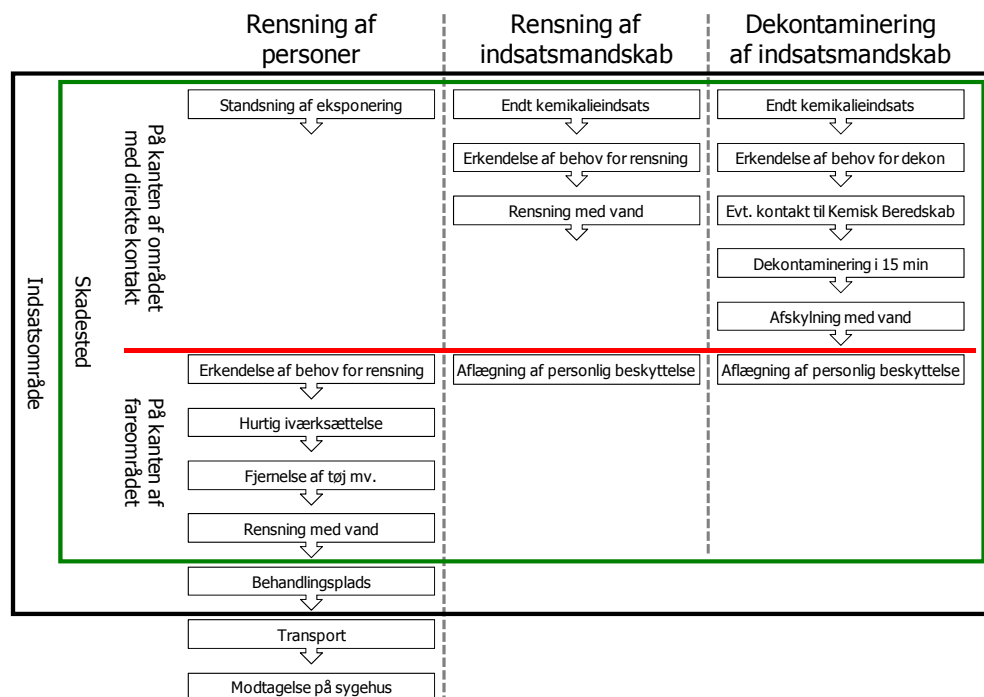 Rensning af
personer
Rensning af
indsatsmandskab
Dekontaminering
af indsatsmandskab
Indsatsområde
Skadested
På kanten af området
med direkte kontakt
Standsning af eksponering
Endt kemikalieindsats
Erkendelse af behov for rensning
Rensning med vand
Endt kemikalieindsats
Erkendelse af behov for dekon
Evt. kontakt til Kemisk Beredskab
Dekontaminering i 15 min
Afskylning med vand
På kanten af
fareområdet
Erkendelse af behov for rensning
Hurtig iværksættelse
Fjernelse af tøj mv.
Rensning med vand
Aflægning af personlig beskyttelse
Aflægning af personlig beskyttelse
Behandlingsplads
Transport
Modtagelse på sygehus